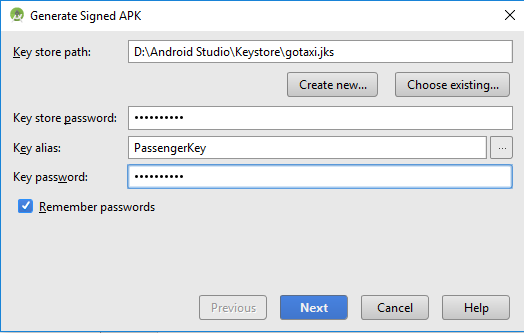 Generate Signed APK
Key store path: D:\Android Studio\Keystore\gotaxi.jks
Create new... Choose existing...
Key store password: ••••••••••
Key alias: PassengerKey ...
Key password: ••••••••••
Remember passwords
Previous Next Cancel Help